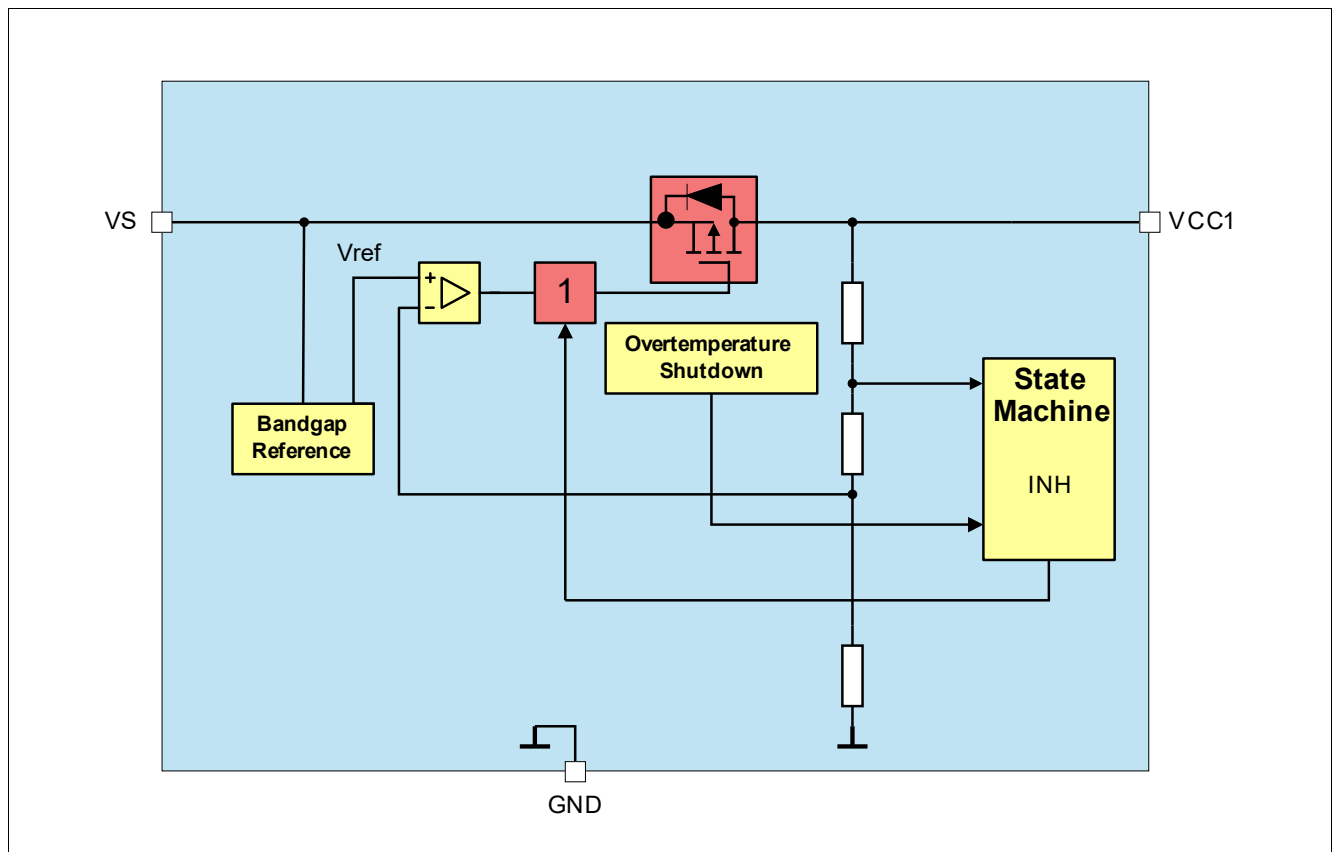 VS
VCC1
Vref
+
-
1
Overtemperature
Shutdown
State
Machine
INH
Bandgap
Reference
GND